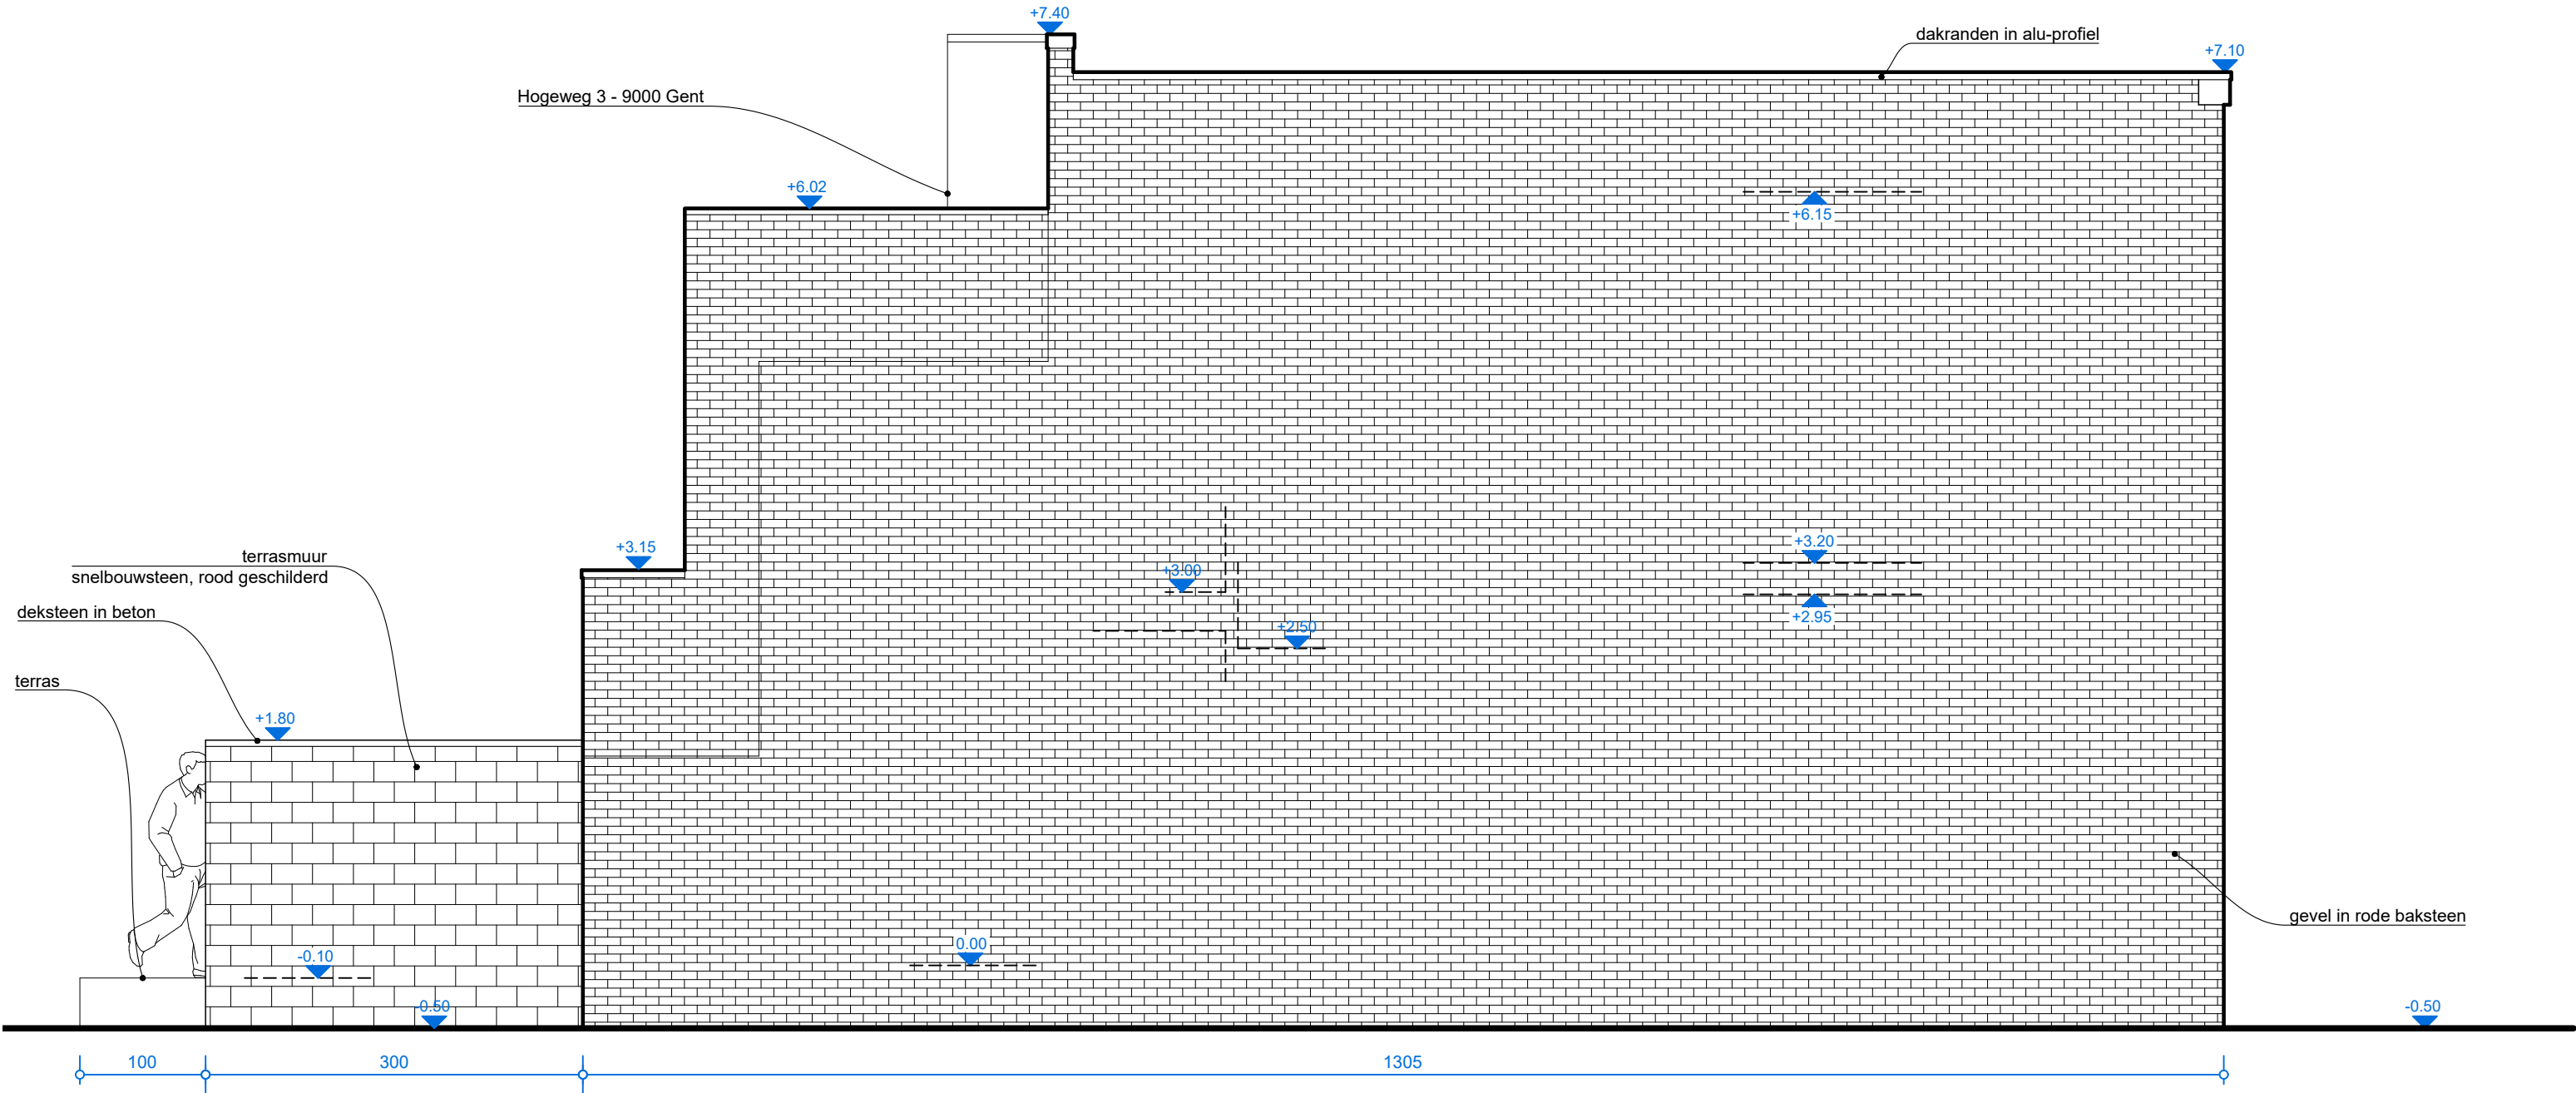 +7.40
dakranden in alu-profiel
+7.10
Hogeweg 3 - 9000 Gent
+6.02
+6.15
+3.15
+3.20
terrasmuur
snelbouwsteen, rood geschilderd
+3.00
deksteen in beton
+2.95
+2.50
terras
+1.80
gevel in rode baksteen
0.00
-0.10
-0.50
-0.50
100
300
1305